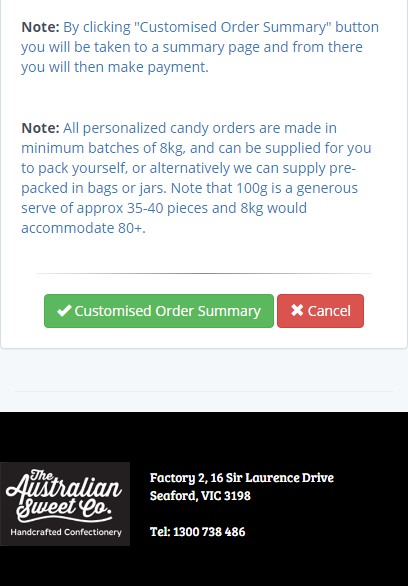 Note: By clicking "Customised Order Summary" button
you will be taken to a summary page and from there
you will then make payment.
Note: All personalized candy orders are made in
minimum batches of 8kg, and can be supplied for you
to pack yourself, or alternatively we can supply pre-
packed in bags or jars. Note that 100g is a generous
serve of approx 35-40 pieces and 8kg would
accommodate 80+.
Customised Order Summary
Cancel
The
Australian
Sweet Co.
Handcrafted Confectionery
Factory 2, 16 Sir Laurence Drive
Seaford, VIC 3198
Tel: 1300 738 486